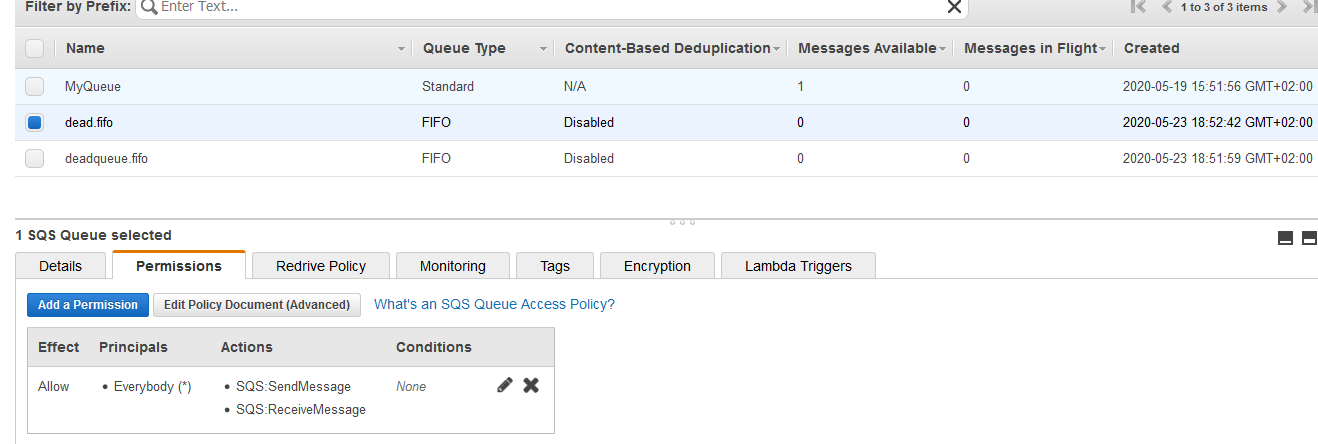 Filter by Prefix: Enter Text... 1 to 3 of 3 items
Name Queue Type Content-Based Deduplication Messages Available Messages in Flight Created
MyQueue Standard N/A 1 0 2020-05-19 15:51:56 GMT+02:00
dead.fifo FIFO Disabled 0 0 2020-05-23 18:52:42 GMT+02:00
deadqueue.fifo FIFO Disabled 0 0 2020-05-23 18:51:59 GMT+02:00
1 SQS Queue selected
Details Permissions Redrive Policy Monitoring Tags Encryption Lambda Triggers
Add a Permission Edit Policy Document (Advanced) What's an SQS Queue Access Policy?
Effect Principals Actions Conditions
Allow • Everybody (*) • SQS:SendMessage None
• SQS:ReceiveMessage